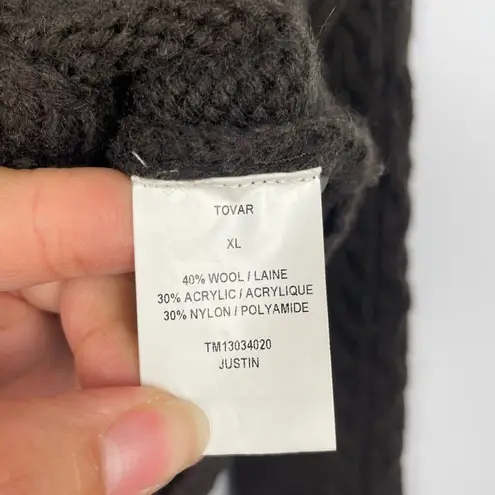 TOVAR
XL
40% WOOL / LAINE
30% ACRYLIC / ACRYLIQUE
30% NYLON / POLYAMIDE
TM13034020
JUSTIN